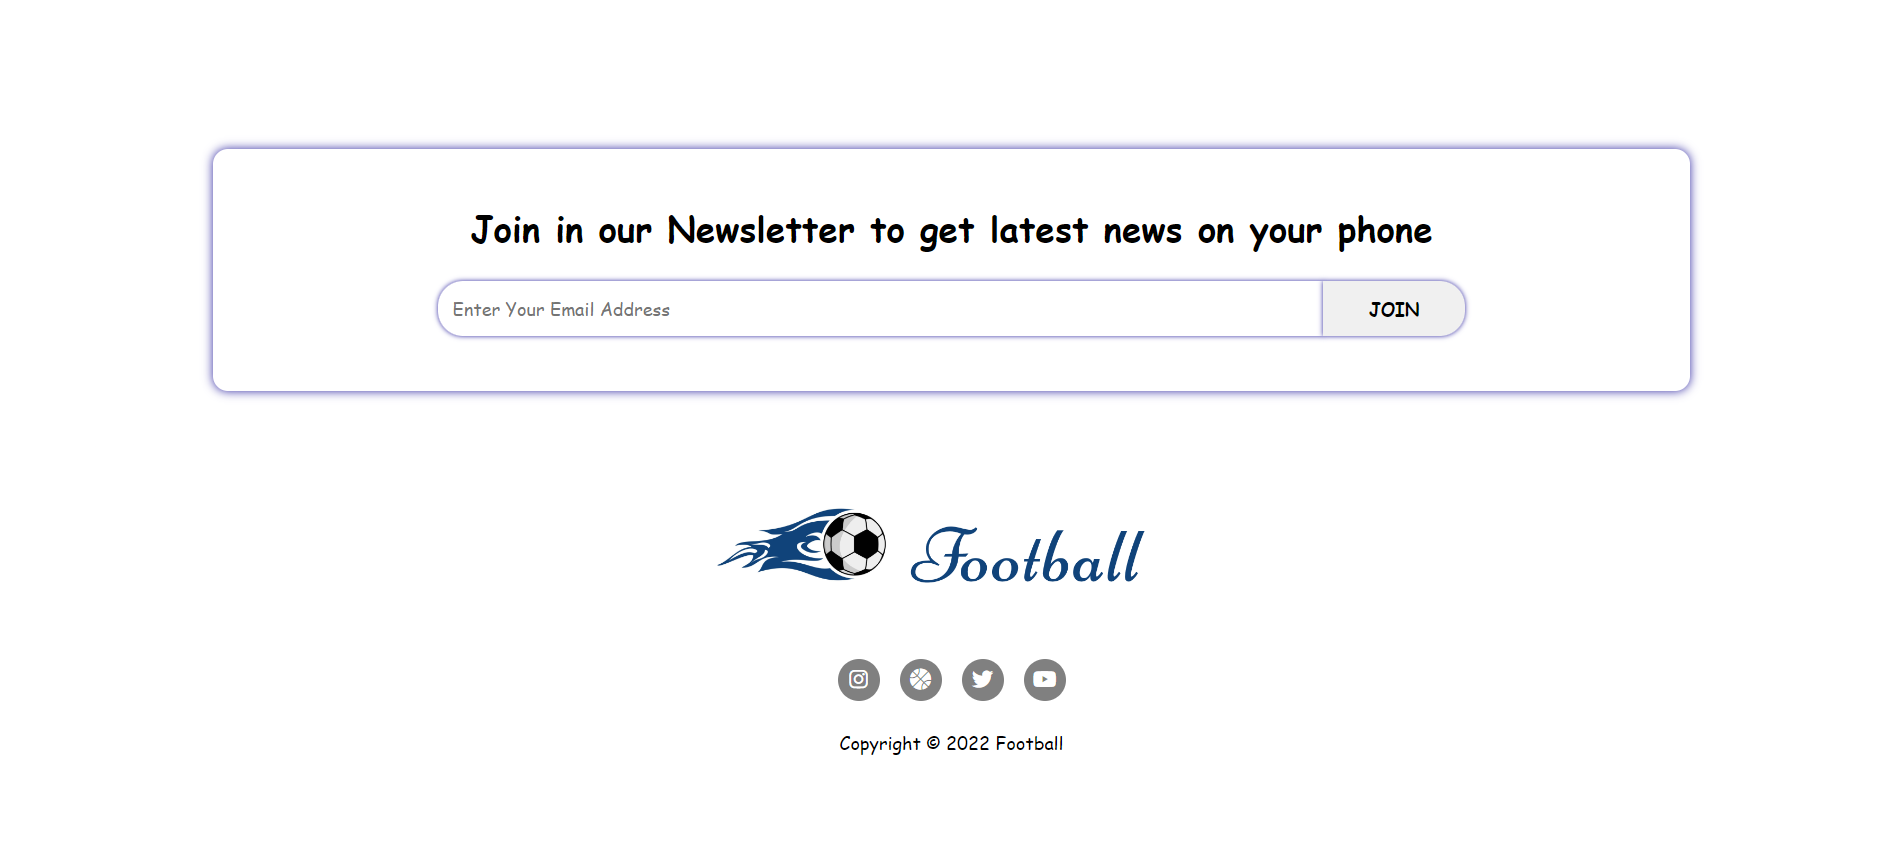 Join in our Newsletter to get latest news on your phone
Enter Your Email Address
JOIN
Football
Copyright © 2022 Football